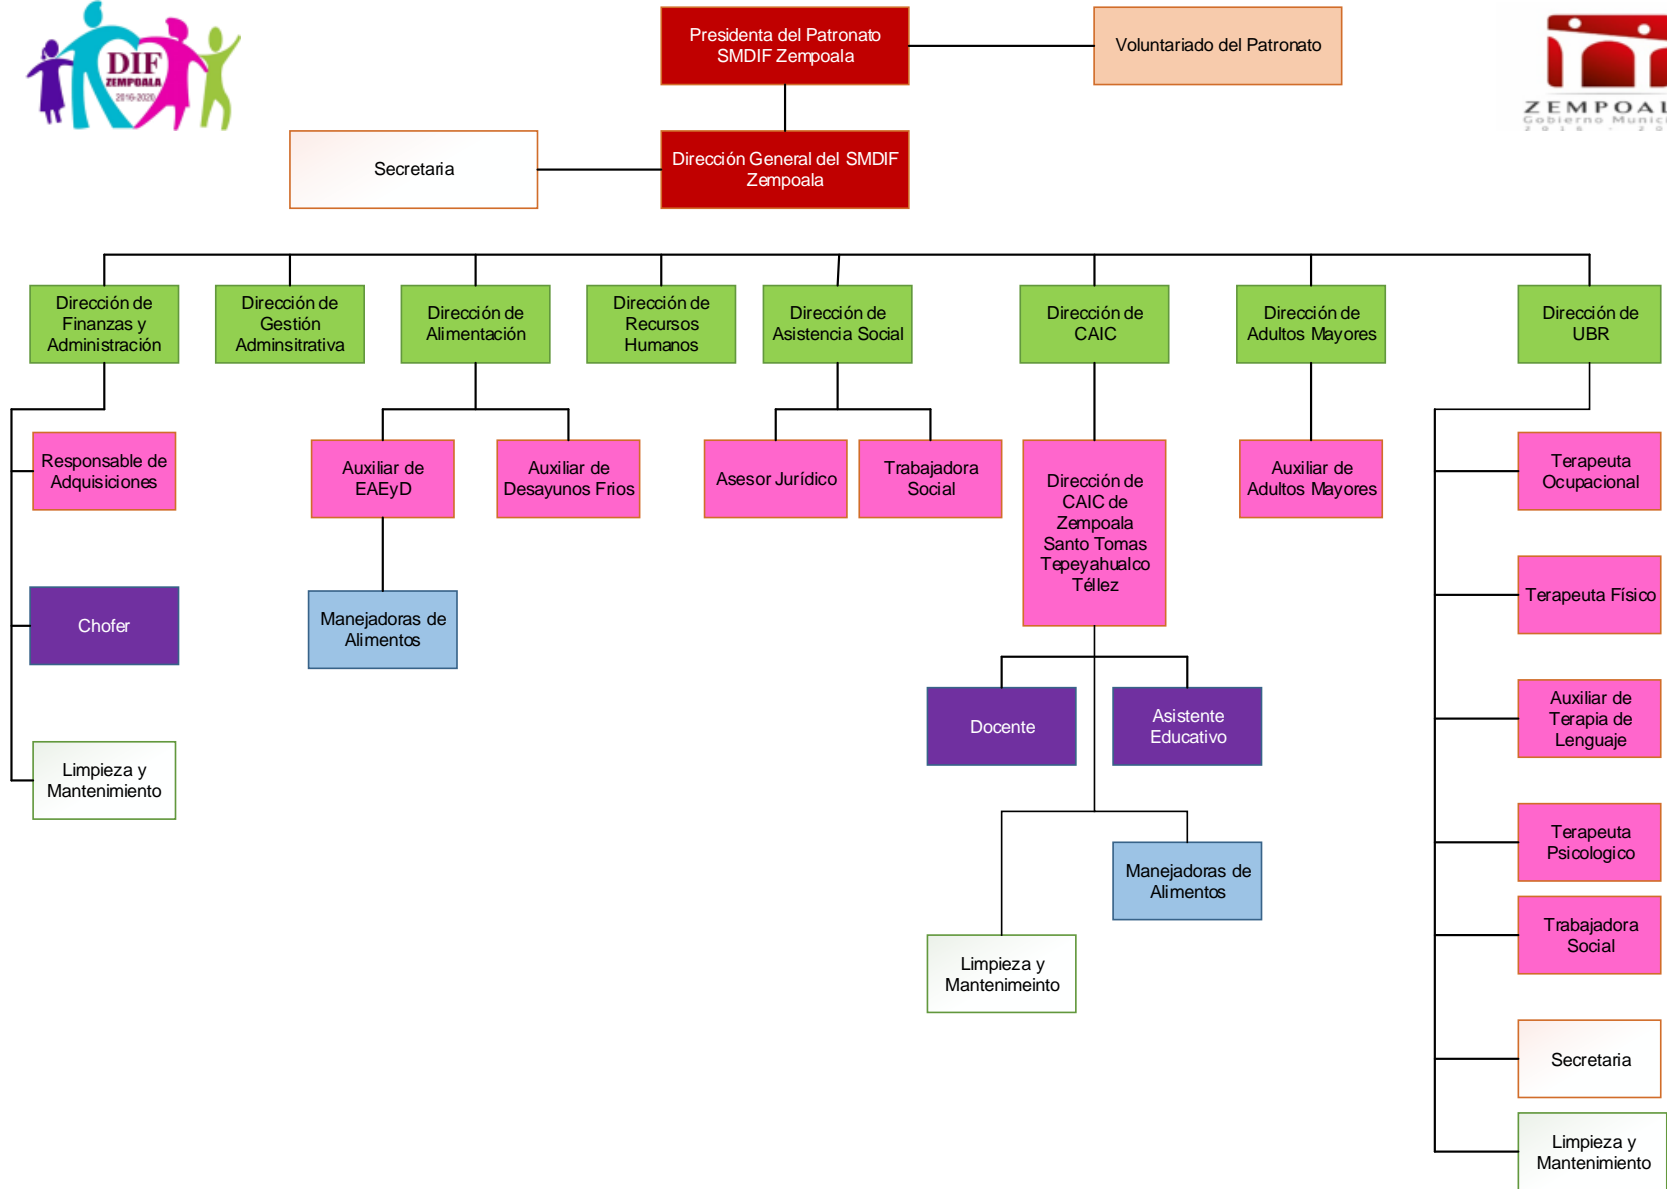 DIF
ZEMPOALA
2016-2020
Presidenta del Patronato
SMDIF Zempoala
Voluntariado del Patronato
Secretaria
Dirección General del SMDIF
Zempoala
Dirección de
Finanzas y
Administración
Dirección de
Gestión
Adminsitrativa
Dirección de
Alimentación
Dirección de
Recursos
Humanos
Dirección de
Asistencia Social
Dirección de
CAIC
Dirección de
Adultos Mayores
Dirección de
UBR
Responsable de
Adquisiciones
Auxiliar de
EAEyD
Auxiliar de
Desayunos Frios
Asesor Jurídico
Trabajadora
Social
Dirección de
CAIC de
Zempoala
Santo Tomas
Tepeyahualco
Téllez
Auxiliar de
Adultos Mayores
Terapeuta
Ocupacional
Chofer
Manejadoras de
Alimentos
Terapeuta Físico
Limpieza y
Mantenimiento
Docente
Asistente
Educativo
Auxiliar de
Terapia de
Lenguaje
Manejadoras de
Alimentos
Terapeuta
Psicologico
Limpieza y
Mantenimeinto
Trabajadora
Social
Secretaria
Limpieza y
Mantenimiento